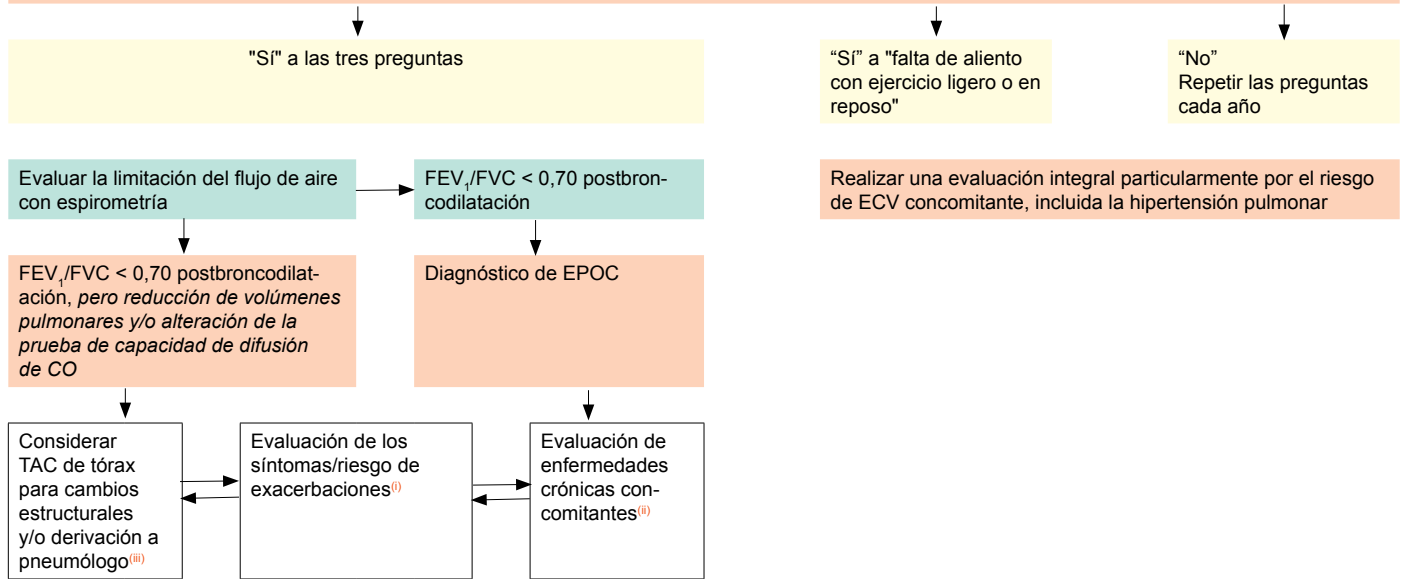 "Sí" a las tres preguntas
“Sí” a "falta de aliento
con ejercicio ligero o en
reposo"
“No”
Repetir las preguntas
cada año
Evaluar la limitación del flujo de aire
con espirometría
FEV1/FVC < 0,70 postbron-
codilatación
Realizar una evaluación integral particularmente por el riesgo
de ECV concomitante, incluida la hipertensión pulmonar
FEV1/FVC < 0,70 postbroncodilat-
ación, pero reducción de volúmenes
pulmonares y/o alteración de la
prueba de capacidad de difusión
de CO
Diagnóstico de EPOC
Considerar
TAC de tórax
para cambios
estructurales
y/o derivación a
pneumólogo(iii)
Evaluación de los
síntomas/riesgo de
exacerbaciones(i)
Evaluación de
enfermedades
crónicas con-
comitantes(ii)